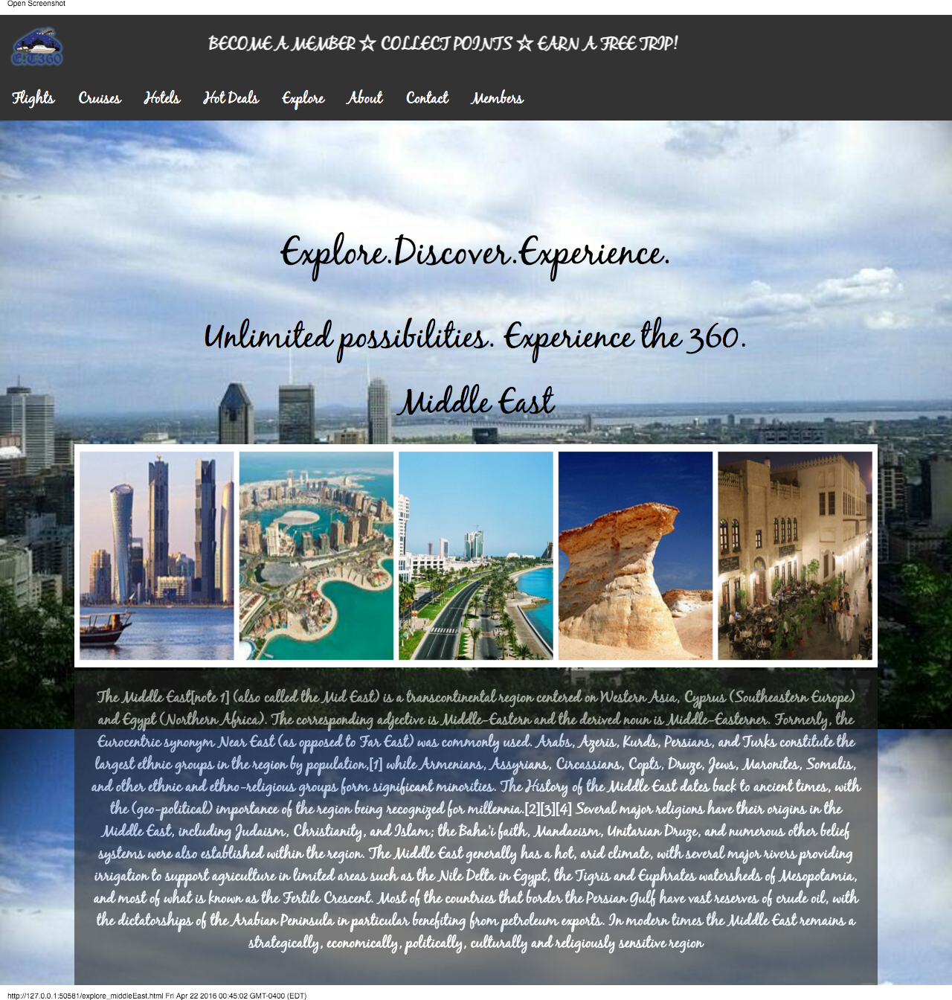 Open Screenshot
E.T360
BECOME A MEMBER ☆ COLLECT POINTS ☆ EARN A FREE TRIP!
Flights Cruises Hotels Hot Deals Explore About Contact Members
Explore.Discover.Experience.
Unlimited possibilities. Experience the 360.
Middle East
The Middle East[note 1] (also called the Mid East) is a transcontinental region centered on Western Asia, Cyprus (Southeastern Europe)
and Egypt (Northern Africa). The corresponding adjective is Middle-Eastern and the derived noun is Middle-Easterner. Formerly, the
Eurocentric synonym Near East (as opposed to Far East) was commonly used. Arabs, Azeris, Kurds, Persians, and Turks constitute the
largest ethnic groups in the region by population,[1] while Armenians, Assyrians, Circassians, Copts, Druze, Jews, Maronites, Somalis,
and other ethnic and ethno-religious groups form significant minorities. The History of the Middle East dates back to ancient times, with
the (geo-political) importance of the region being recognized for millennia.[2][3][4] Several major religions have their origins in the
Middle East, including Judaism, Christianity, and Islam; the Baha'i faith, Mandaeism, Unitarian Druze, and numerous other belief
systems were also established within the region. The Middle East generally has a hot, arid climate, with several major rivers providing
irrigation to support agriculture in limited areas such as the Nile Delta in Egypt, the Tigris and Euphrates watersheds of Mesopotamia,
and most of what is known as the Fertile Crescent. Most of the countries that border the Persian Gulf have vast reserves of crude oil, with
the dictatorships of the Arabian Peninsula in particular benefiting from petroleum exports. In modern times the Middle East remains a
strategically, economically, politically, culturally and religiously sensitive region
http://127.0.0.1:50581/explore_middleEast.html Fri Apr 22 2016 00:45:02 GMT-0400 (EDT)